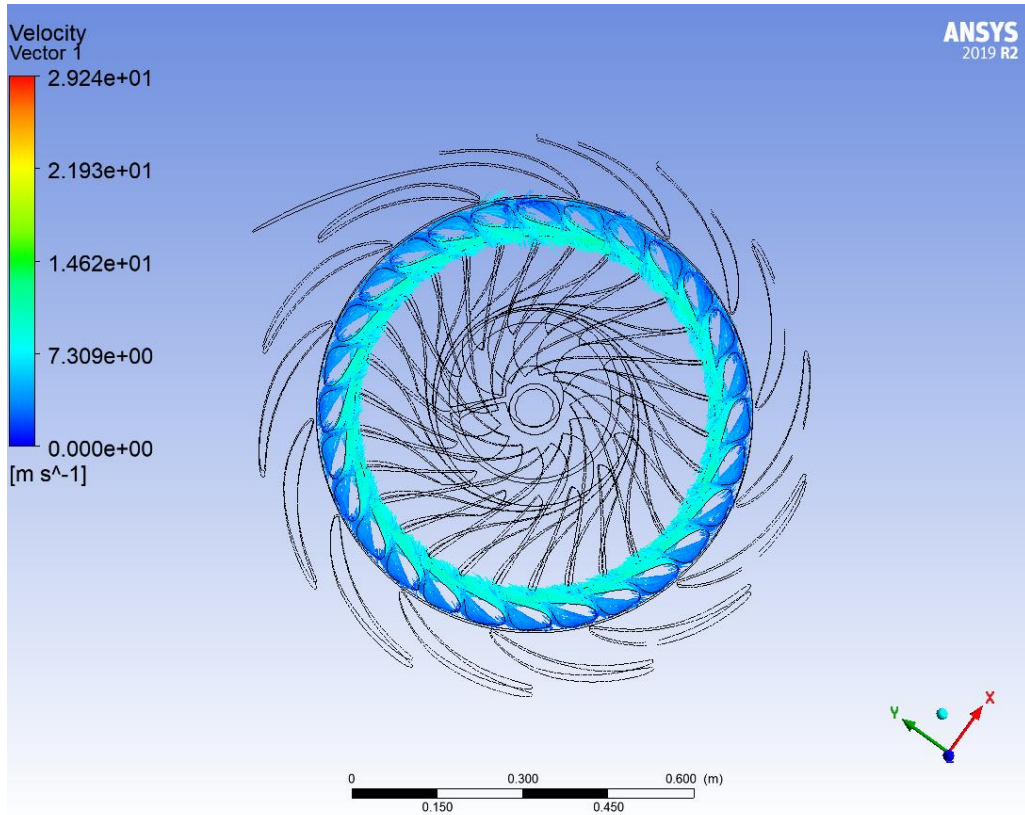 Velocity
Vector 1
2.924e+01
2.193e+01
1.462e+01
7.309e+00
0.000e+00
[m s^-1]
ANSYS
2019 R2
Y
X
Z
0 0.300 0.600 (m)
0.150 0.450